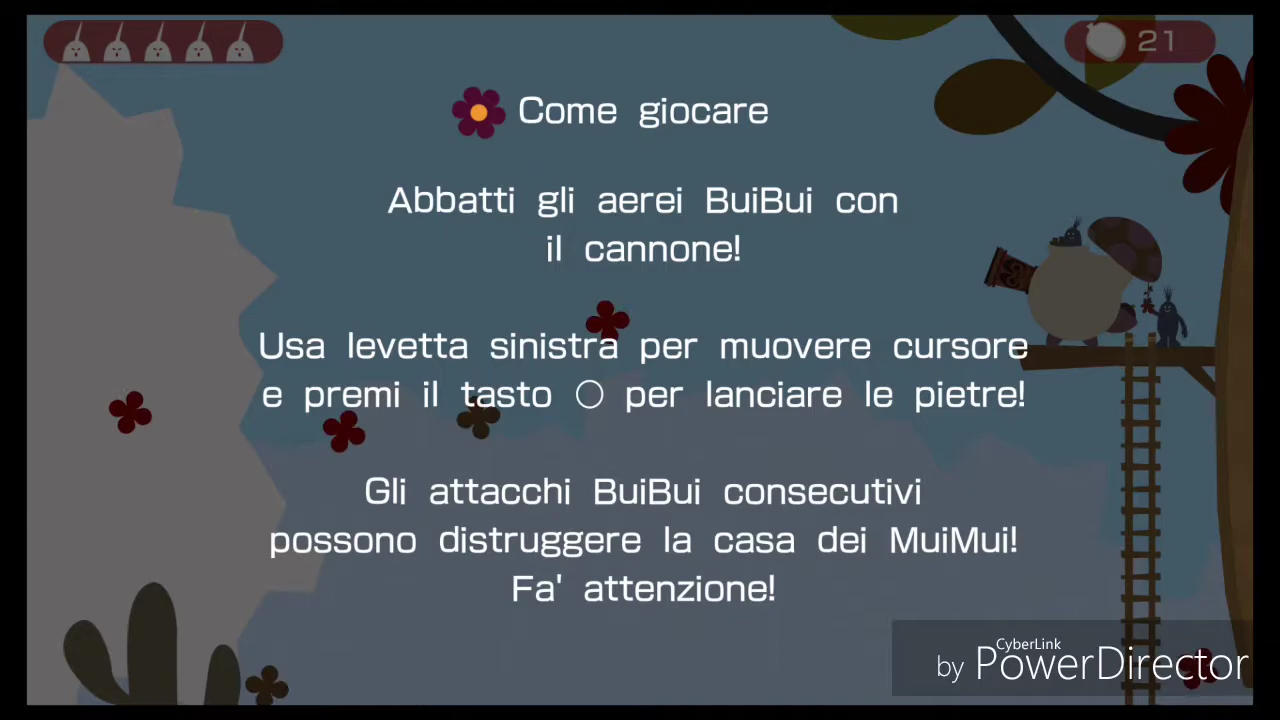 21
Come giocare
Abbatti gli aerei BuiBui con
il cannone!
Usa levetta sinistra per muovere cursore
e premi il tasto ○ per lanciare le pietre!
Gli attacchi BuiBui consecutivi
possono distruggere la casa dei MuiMui!
Fa' attenzione!
CyberLink
by PowerDirector